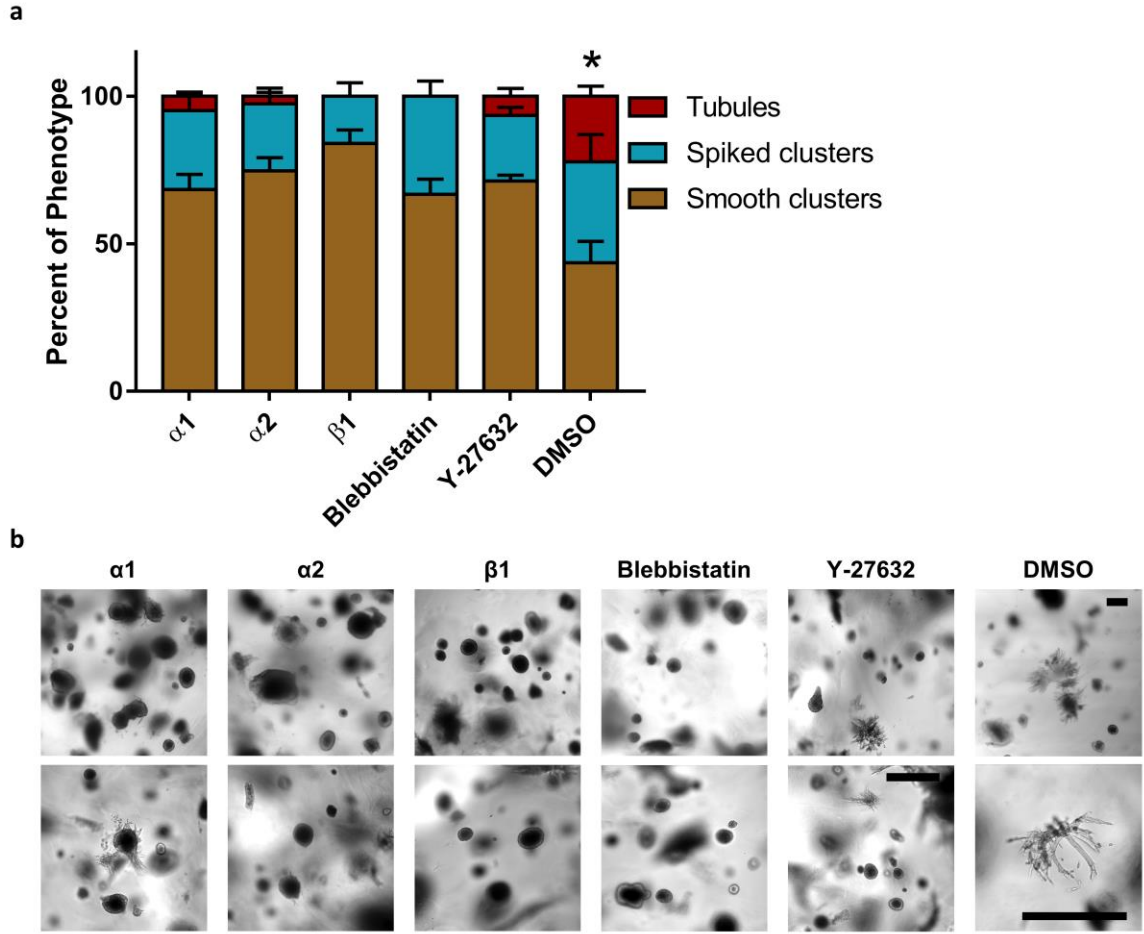 a
Percent of Phenotype
100
50
0
*
Tubules
Spiked clusters
Smooth clusters
α1
α2
β1
Blebbistatin
Y-27632
DMSO
b
α1 α2 β1 Blebbistatin Y-27632 DMSO